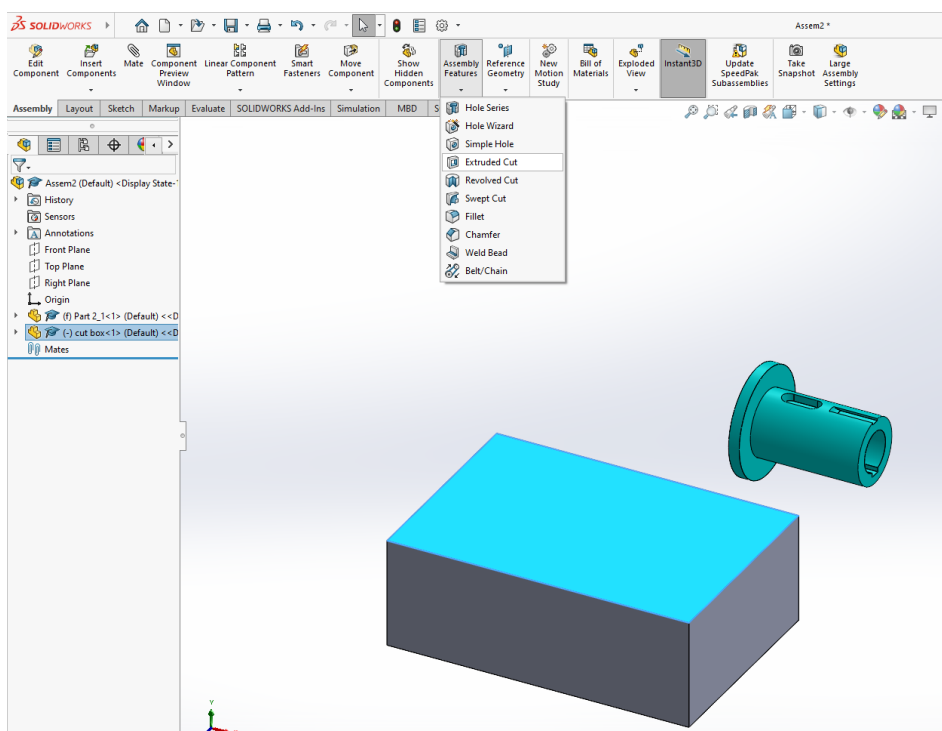 SOLIDWORKS
Assem2 *
Edit Component
Insert Components
Mate
Component Preview Window
Linear Component Pattern
Smart Fasteners
Move Component
Show Hidden Components
Assembly Features
Reference Geometry
New Motion Study
Bill of Materials
Exploded View
Instant3D
Update SpeedPak Subassemblies
Take Snapshot
Large Assembly Settings
Assembly Layout Sketch Markup Evaluate SOLIDWORKS Add-Ins Simulation MBD S
Hole Series
Hole Wizard
Simple Hole
Extruded Cut
Revolved Cut
Swept Cut
Fillet
Chamfer
Weld Bead
Belt/Chain
Assem2 (Default) <Display State-
History
Sensors
Annotations
Front Plane
Top Plane
Right Plane
Origin
(f) Part 2_1<1> (Default) <<D
(-) cut box<1> (Default) <<D
Mates
Y